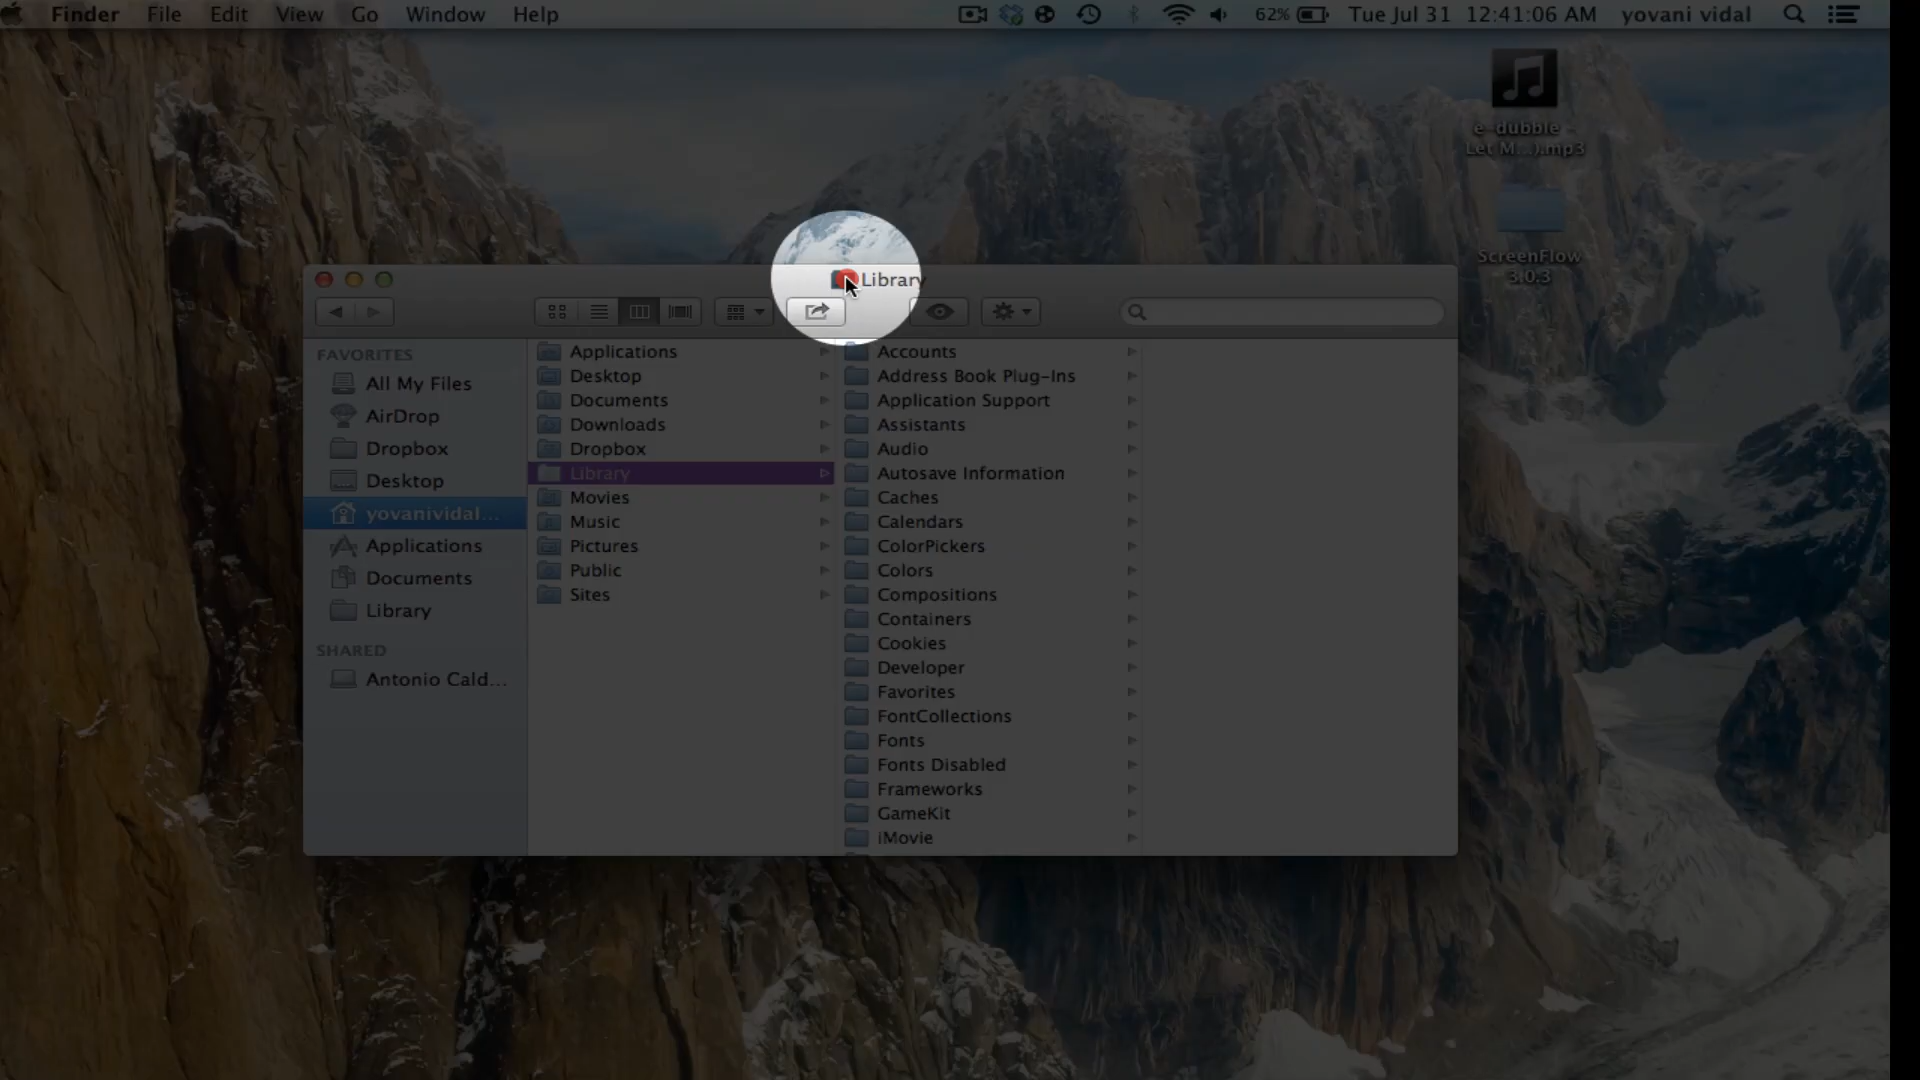 Finder File Edit View Go Window Help 62% Tue Jul 31 12:41:06 AM yovani vidal
e-dubble -
Let M...).mp3
ScreenFlow
3.0.3
Library
FAVORITES
All My Files
AirDrop
Dropbox
Desktop
yovanividal...
Applications
Documents
Library
SHARED
Antonio Cald...
Applications
Desktop
Documents
Downloads
Dropbox
Library
Movies
Music
Pictures
Public
Sites
Accounts
Address Book Plug-Ins
Application Support
Assistants
Audio
Autosave Information
Caches
Calendars
ColorPickers
Colors
Compositions
Containers
Cookies
Developer
Favorites
FontCollections
Fonts
Fonts Disabled
Frameworks
GameKit
iMovie